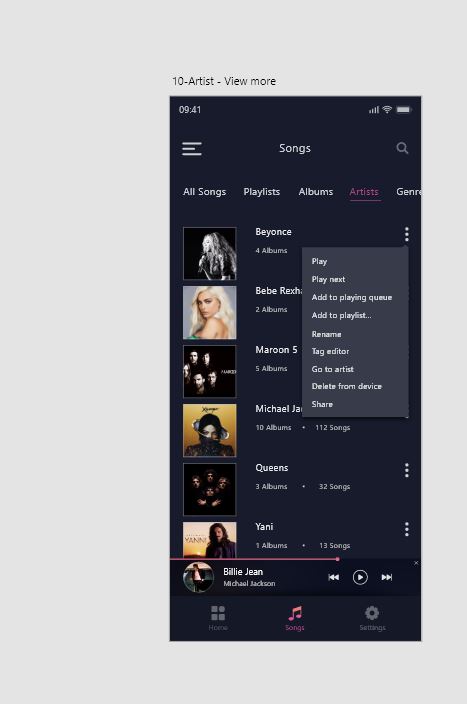 10-Artist - View more
09:41
Songs
All Songs Playlists Albums Artists Genre
Beyonce
4 Albums
Play
Play next
Add to playing queue
Add to playlist...
Rename
Tag editor
Go to artist
Delete from device
Share
Bebe Rexha
2 Albums
Maroon 5
5 Albums
Michael Ja
10 Albums • 112 Songs
Queens
3 Albums • 32 Songs
Yani
1 Albums • 13 Songs
YANNI
Billie Jean
Michael Jackson
Home Songs Settings